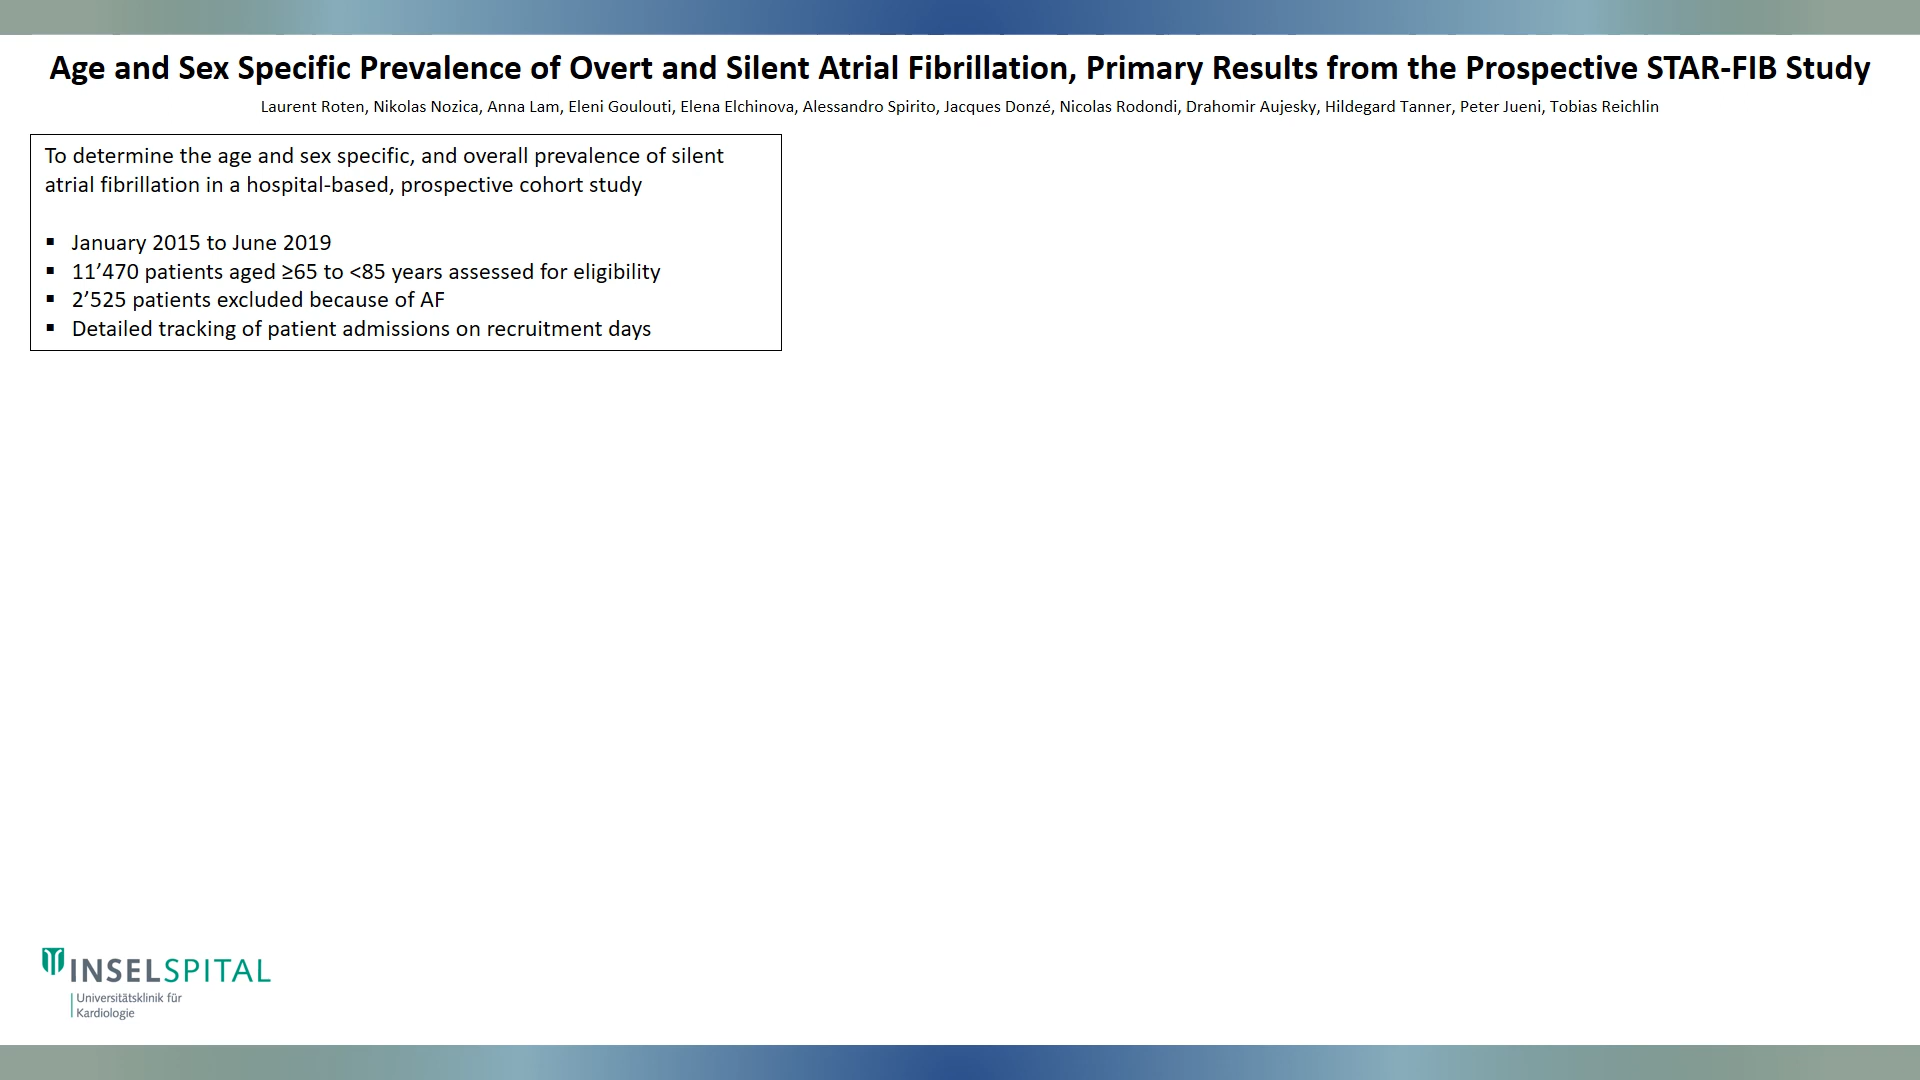 Age and Sex Specific Prevalence of Overt and Silent Atrial Fibrillation, Primary Results from the Prospective STAR-FIB Study
Laurent Roten, Nikolas Nozica, Anna Lam, Eleni Goulouti, Elena Elchinova, Alessandro Spirito, Jacques Donzé, Nicolas Rodondi, Drahomir Aujesky, Hildegard Tanner, Peter Jueni, Tobias Reichlin
To determine the age and sex specific, and overall prevalence of silent
atrial fibrillation in a hospital-based, prospective cohort study
▪ January 2015 to June 2019
▪ 11’470 patients aged ≥65 to <85 years assessed for eligibility
▪ 2’525 patients excluded because of AF
▪ Detailed tracking of patient admissions on recruitment days
INSELSPITAL
Universitätsklinik für
Kardiologie